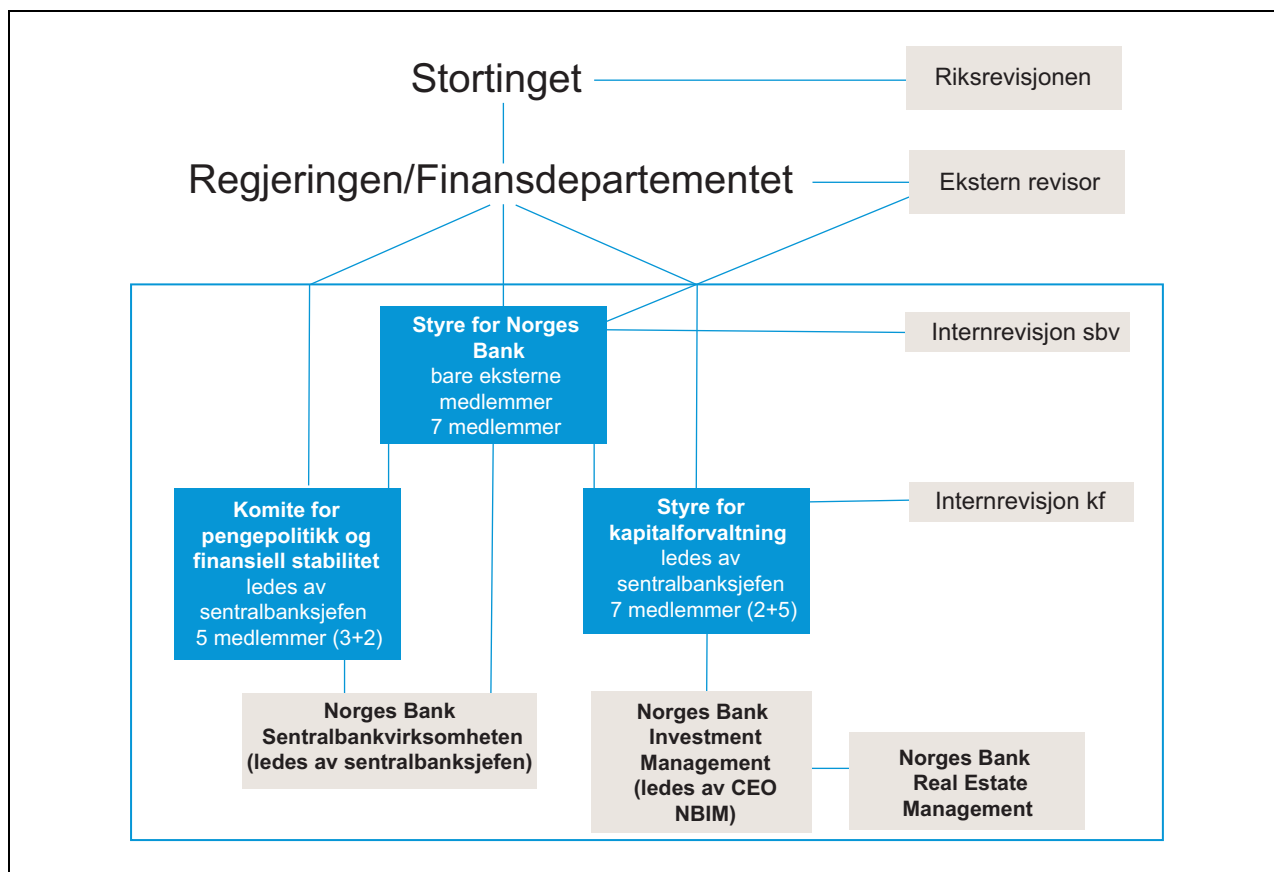 Stortinget
Riksrevisjonen
Regjeringen/Finansdepartementet
Ekstern revisor
Styre for Norges
Bank
bare eksterne
medlemmer
7 medlemmer
Internrevisjon sbv
Komite for
pengepolitikk og
finansiell stabilitet
ledes av
sentralbanksjefen
5 medlemmer (3+2)
Styre for
kapitalforvaltning
ledes av
sentralbanksjefen
7 medlemmer (2+5)
Internrevisjon kf
Norges Bank
Sentralbankvirksomheten
(ledes av sentralbanksjefen)
Norges Bank
Investment
Management
(ledes av CEO
NBIM)
Norges Bank
Real Estate
Management